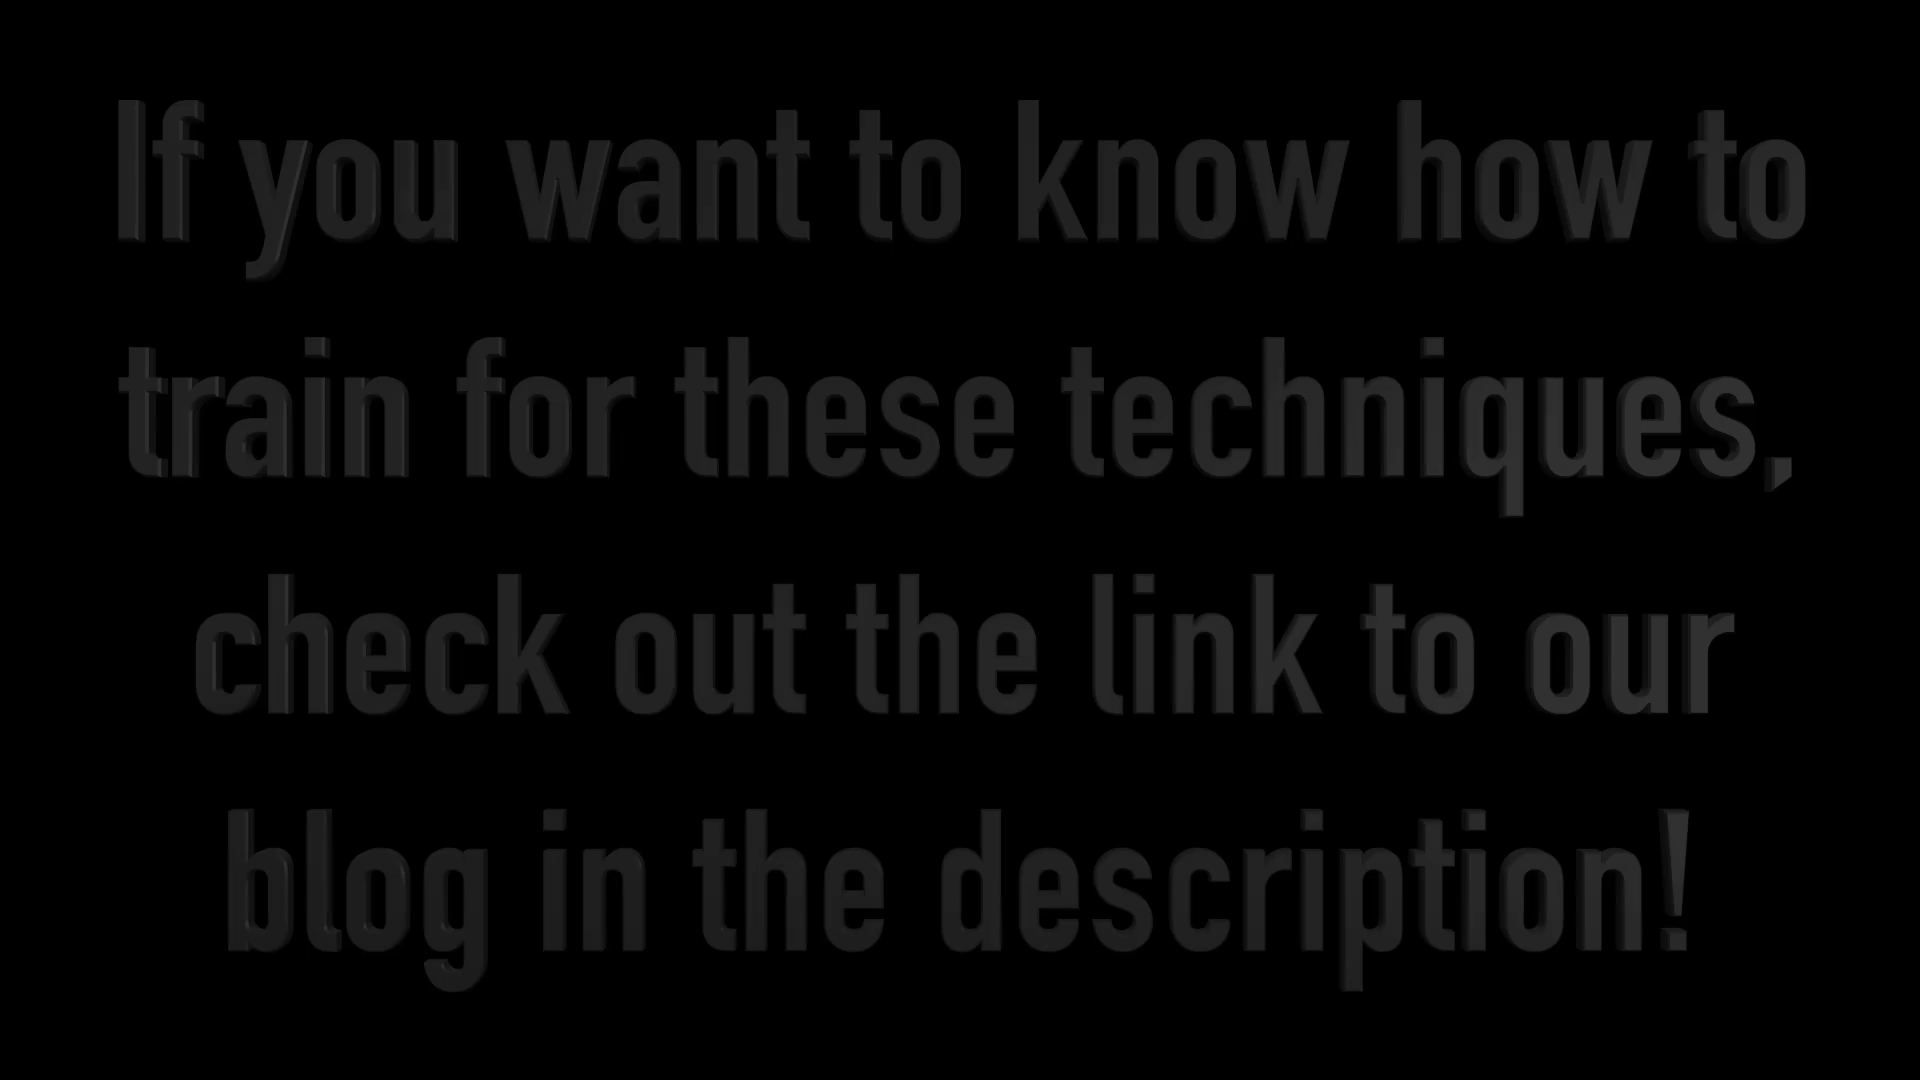 If you want to know how to
train for these techniques,
check out the link to our
blog in the description!